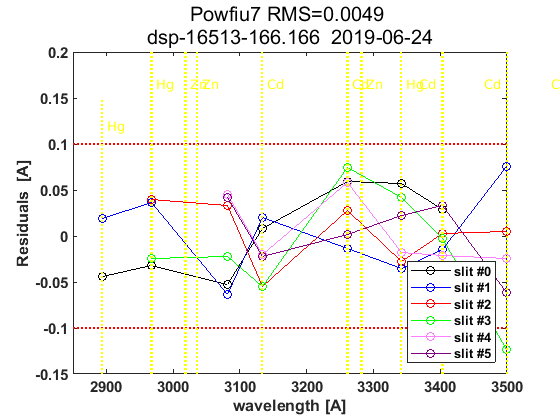 Powfiu7 RMS=0.0049
dsp-16513-166.166 2019-06-24
0.2
0.15
0.1
0.05
0
-0.05
-0.1
-0.15
Residuals [A]
Hg
Hg
Zn
Zn
Cd
Cd
Cd
Zn
Hg
Cd
Cd
C
slit #0
slit #1
slit #2
slit #3
slit #4
slit #5
2900
3000
3100
3200
3300
3400
3500
wavelength [A]